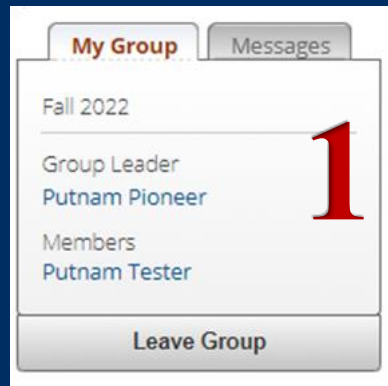 My Group Messages
Fall 2022
1
Group Leader
Putnam Pioneer
Members
Putnam Tester
Leave Group